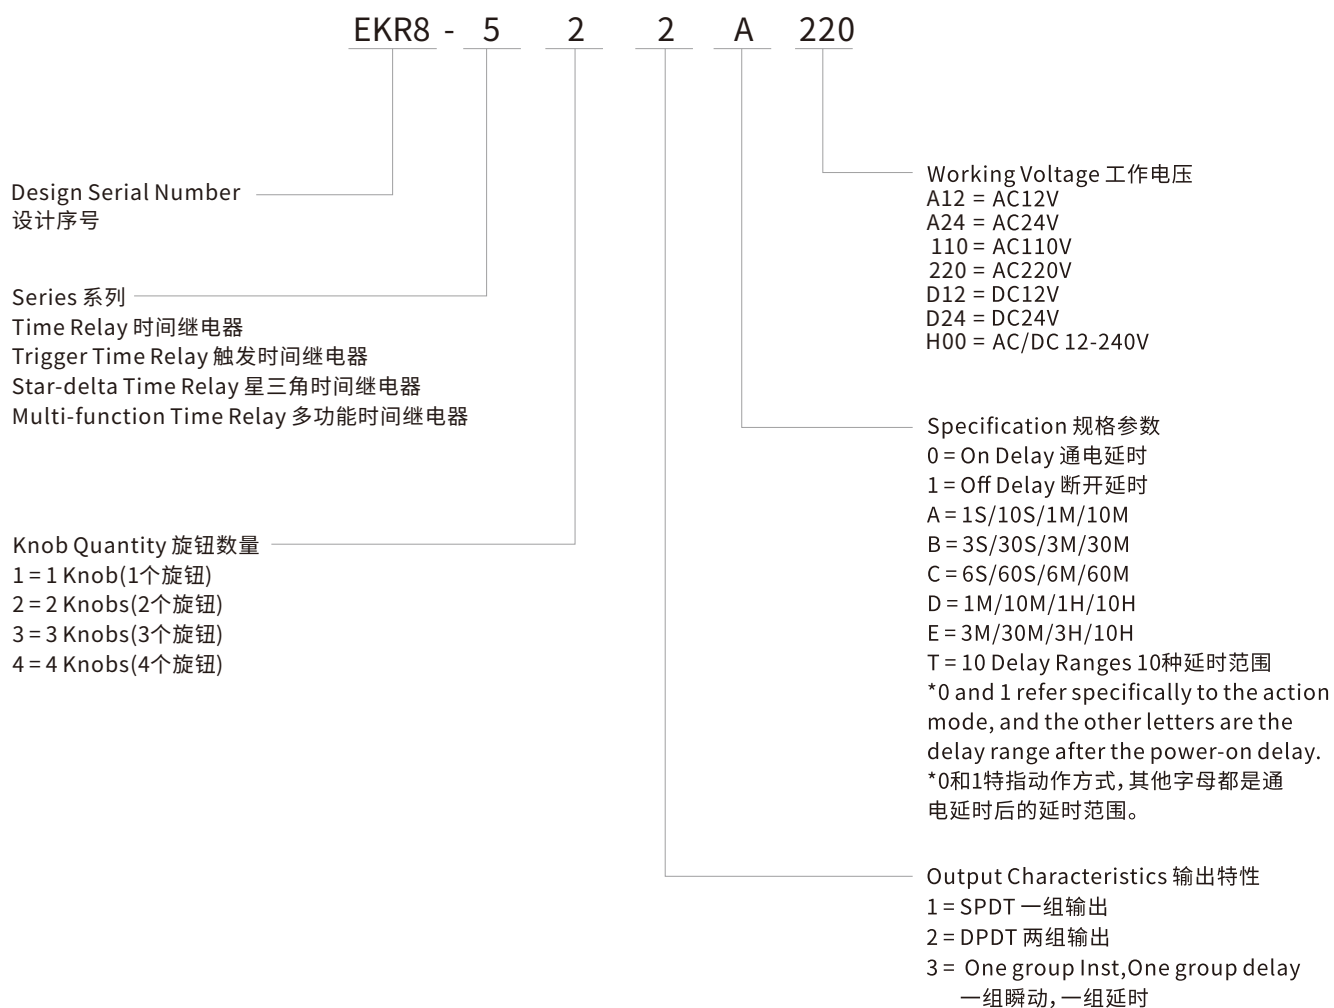 EKR8 - 5 2 2 A 220
Design Serial Number
设计序号
Series 系列
Time Relay 时间继电器
Trigger Time Relay 触发时间继电器
Star-delta Time Relay 星三角时间继电器
Multi-function Time Relay 多功能时间继电器
Knob Quantity 旋钮数量
1 = 1 Knob(1个旋钮)
2 = 2 Knobs(2个旋钮)
3 = 3 Knobs(3个旋钮)
4 = 4 Knobs(4个旋钮)
Working Voltage 工作电压
A12 = AC12V
A24 = AC24V
110 = AC110V
220 = AC220V
D12 = DC12V
D24 = DC24V
H00 = AC/DC 12-240V
Specification 规格参数
0 = On Delay 通电延时
1 = Off Delay 断开延时
A = 1S/10S/1M/10M
B = 3S/30S/3M/30M
C = 6S/60S/6M/60M
D = 1M/10M/1H/10H
E = 3M/30M/3H/10H
T = 10 Delay Ranges 10种延时范围
*0 and 1 refer specifically to the action
mode, and the other letters are the
delay range after the power-on delay.
*0和1特指动作方式，其他字母都是通
电延时后的延时范围。
Output Characteristics 输出特性
1 = SPDT 一组输出
2 = DPDT 两组输出
3 = One group Inst,One group delay
一组瞬动，一组延时